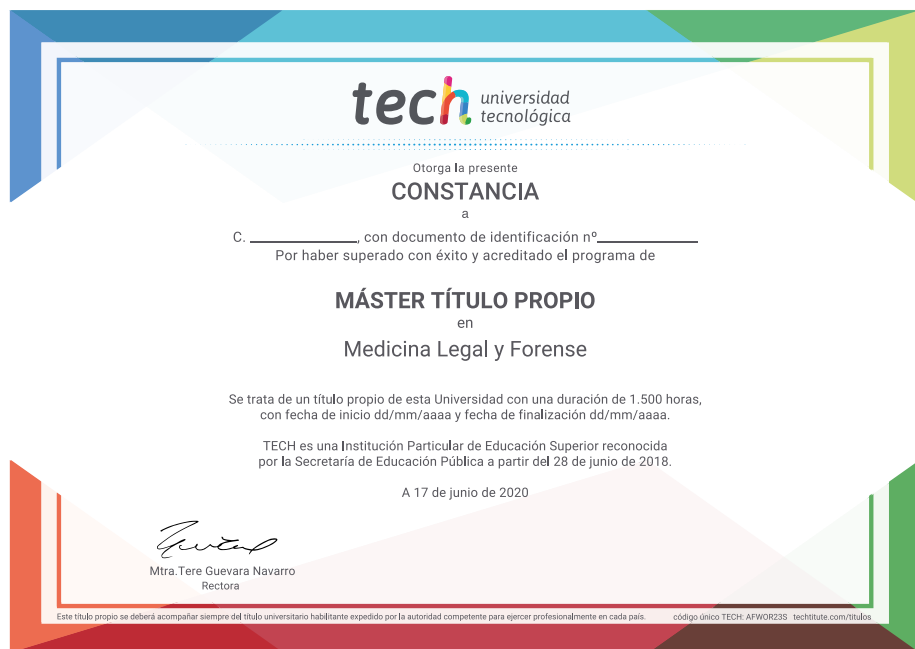 tech universidad
tecnológica
Otorga la presente
CONSTANCIA
a
C. ____________, con documento de identificación nº____________
Por haber superado con éxito y acreditado el programa de
MÁSTER TÍTULO PROPIO
en
Medicina Legal y Forense
Se trata de un título propio de esta Universidad con una duración de 1.500 horas,
con fecha de inicio dd/mm/aaaa y fecha de finalización dd/mm/aaaa.
TECH es una Institución Particular de Educación Superior reconocida
por la Secretaría de Educación Pública a partir del 28 de junio de 2018.
A 17 de junio de 2020
Mtra.Tere Guevara Navarro
Rectora
Este título propio se deberá acompañar siempre del título universitario habilitante expedido por la autoridad competente para ejercer profesionalmente en cada país. código único TECH: AFWOR23S techtitute.com/titulos